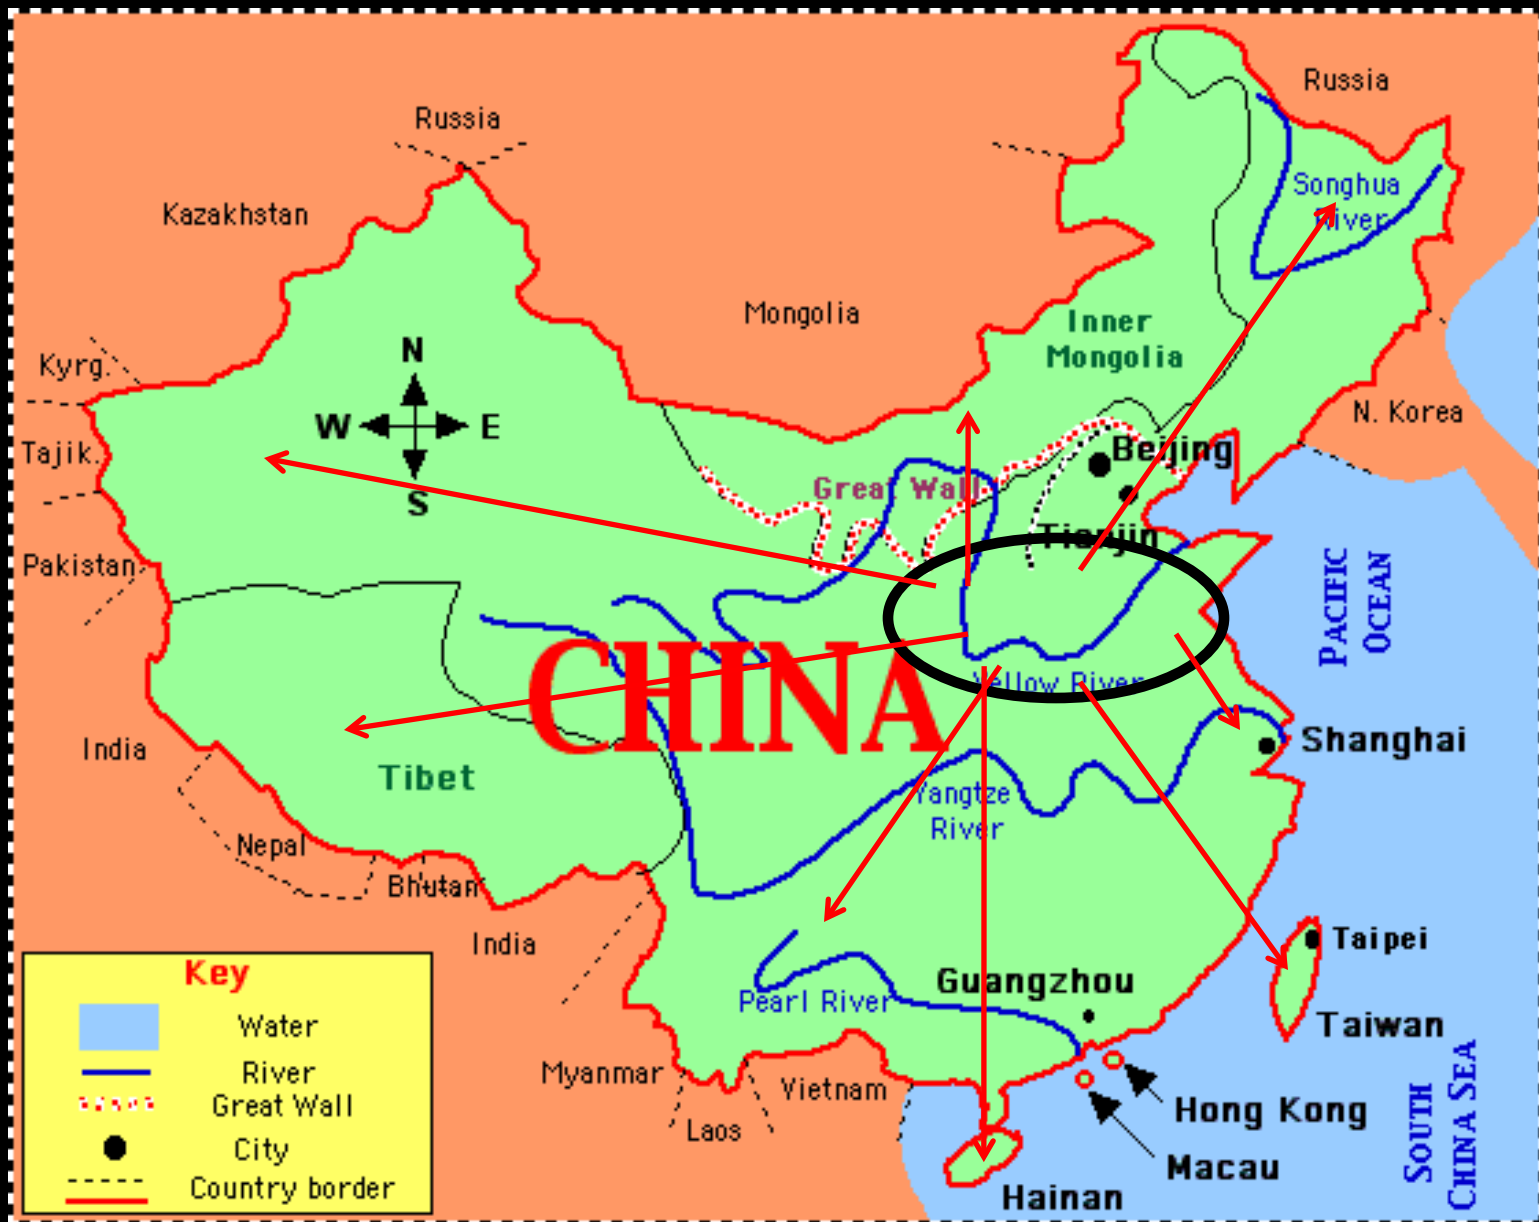 Russia
Russia
Kazakhstan
Songhua
River
Mongolia
Inner
Mongolia
N
W E
S
Kyrg.
Tajik.
Pakistan
N. Korea
Beijing
Great Wall
Tianjin
PACIFIC
OCEAN
CHINA
Yellow River
Shanghai
India
Tibet
Yangtze
River
Nepal
Bhutan
India
Taipei
Guangzhou
Pearl River
Taiwan
Myanmar
Vietnam
Laos
Hong Kong
Macau
Hainan
SOUTH
CHINA SEA
Key
Water
River
Great Wall
City
Country border